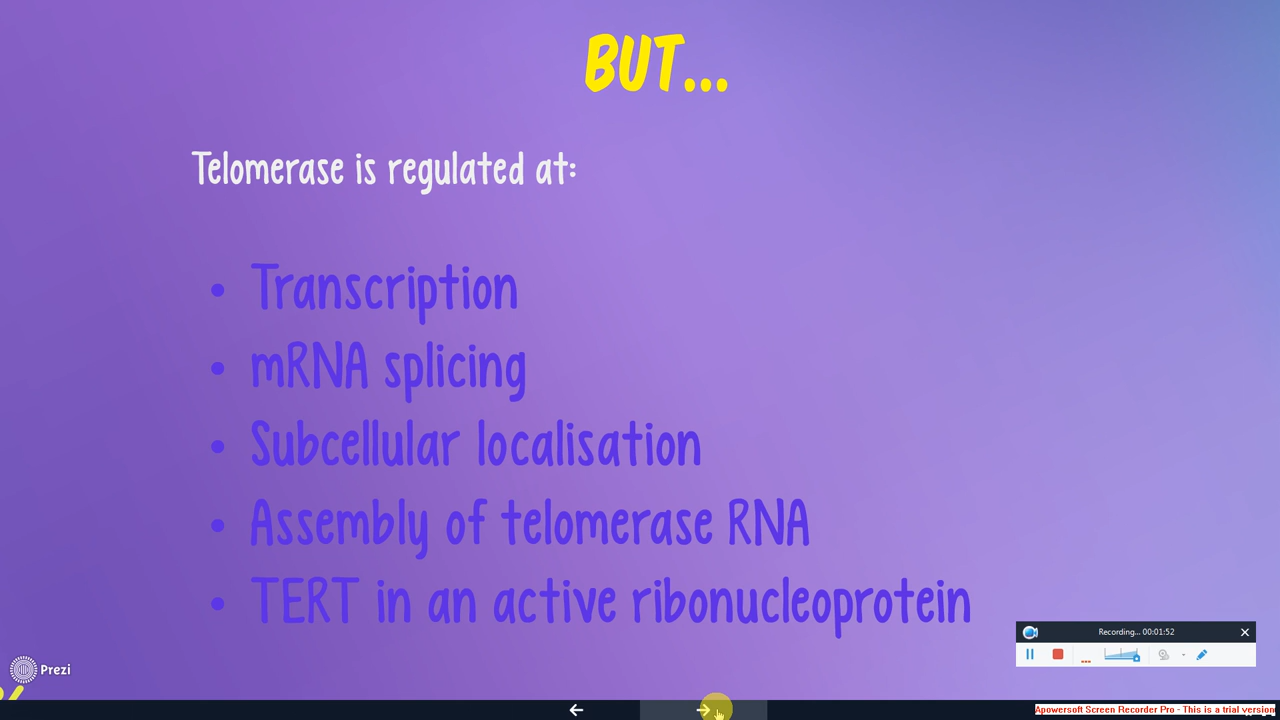 BUT...
Telomerase is regulated at:
• Transcription
• mRNA splicing
• Subcellular localisation
• Assembly of telomerase RNA
• TERT in an active ribonucleoprotein
Recording... 00:01:52
Prezi
Apowersoft Screen Recorder Pro - This is a trial version